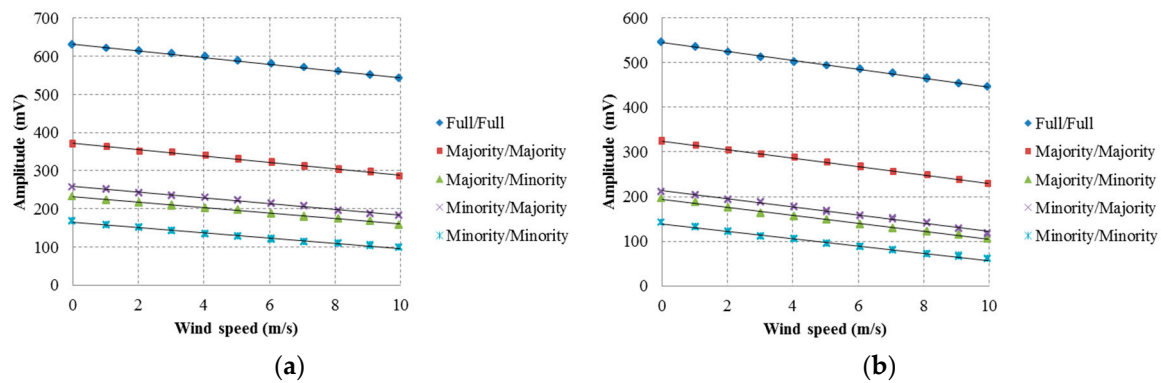 700
600
500
400
300
200
100
0
Amplitude (mV)
0 2 4 6 8 10
Wind speed (m/s)
Full/Full
Majority/Majority
Majority/Minority
Minority/Majority
Minority/Minority
(a)
600
500
400
300
200
100
0
Amplitude (mV)
0 2 4 6 8 10
Wind speed (m/s)
Full/Full
Majority/Majority
Majority/Minority
Minority/Majority
Minority/Minority
(b)